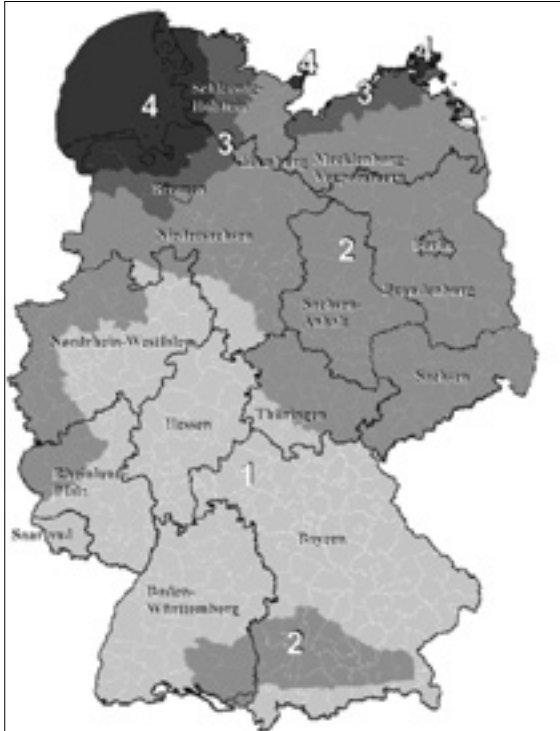 4
4
Schleswig-
Holstein
4
3
3
Hamburg
Mecklenburg-
Vorpommern
Bremen
Niedersachsen
2
Berlin
Brandenburg
Sachsen-
Anhalt
Nordrhein-Westfalen
Sachsen
Thüringen
Hessen
1
Rheinland-
Pfalz
Saarland
Bayern
Baden-
Württemberg
2